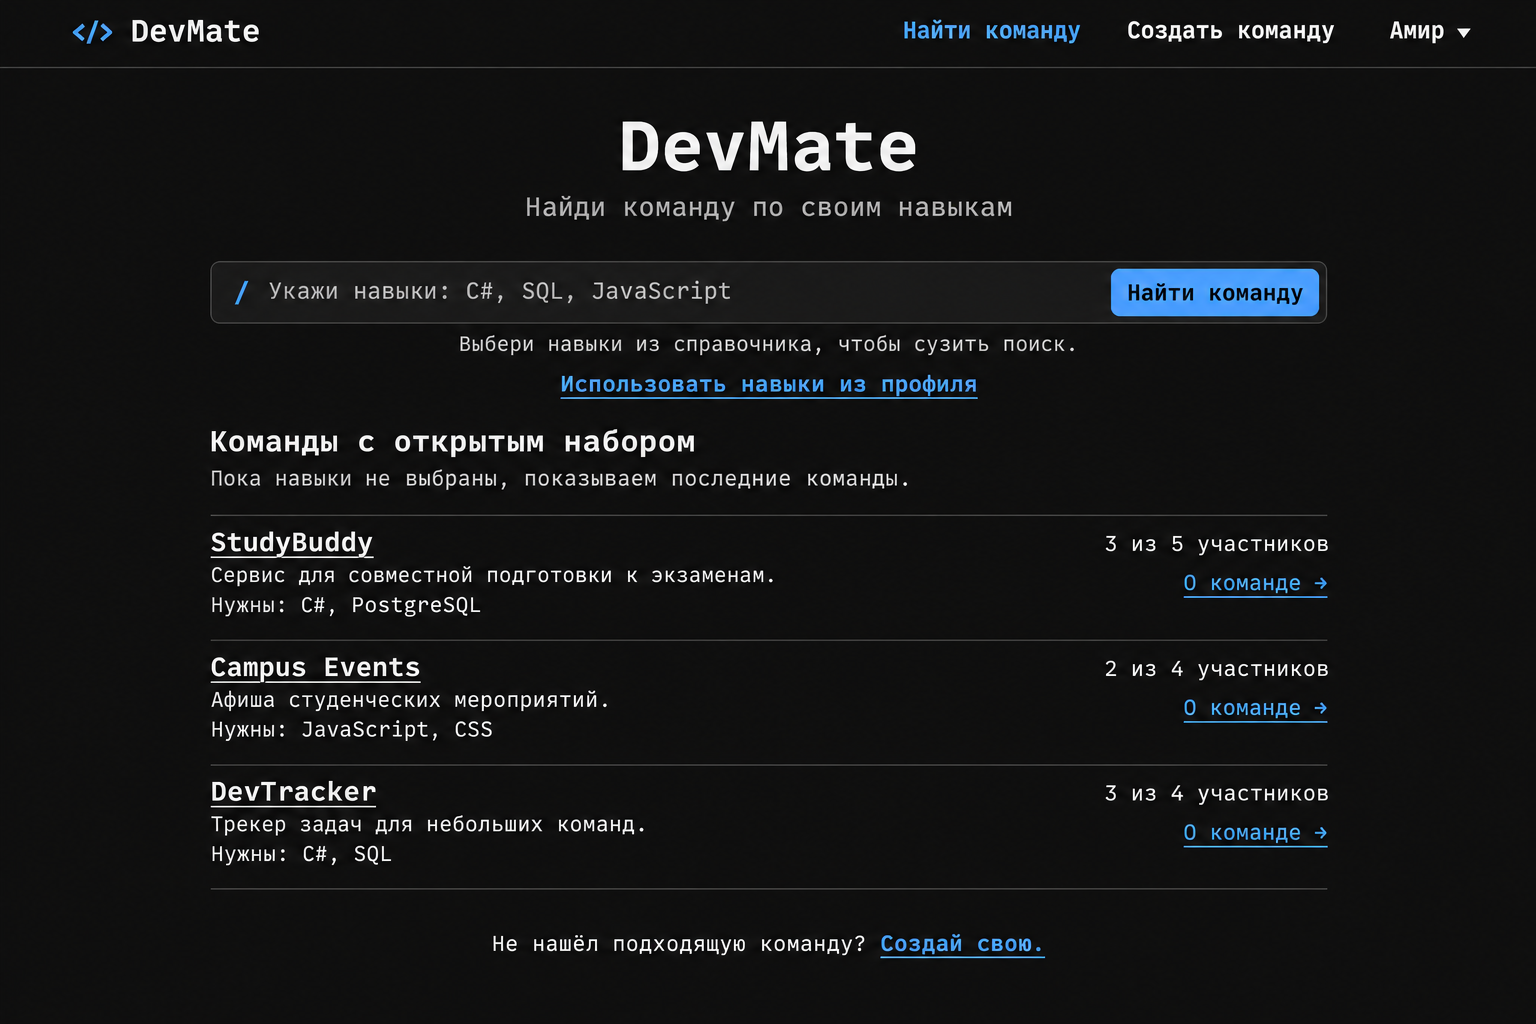 </> DevMate Найти команду Создать команду Амир ▼
DevMate
Найди команду по своим навыкам
/ Укажи навыки: C#, SQL, JavaScript Найти команду
Выбери навыки из справочника, чтобы сузить поиск.
Использовать навыки из профиля
Команды с открытым набором
Пока навыки не выбраны, показываем последние команды.
StudyBuddy 3 из 5 участников
Сервис для совместной подготовки к экзаменам. О команде →
Нужны: C#, PostgreSQL
Campus Events 2 из 4 участников
Афиша студенческих мероприятий. О команде →
Нужны: JavaScript, CSS
DevTracker 3 из 4 участников
Трекер задач для небольших команд. О команде →
Нужны: C#, SQL
Не нашёл подходящую команду? Создай свою.